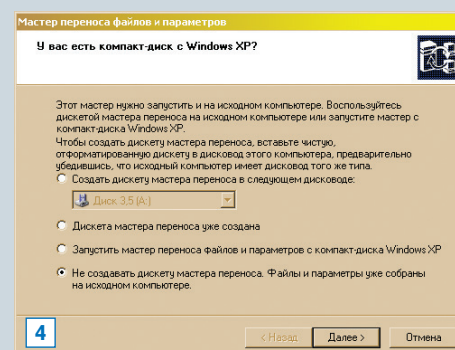 Мастер переноса файлов и параметров
У вас есть компакт-диск с Windows XP?
Этот мастер нужно запустить и на исходном компьютере. Воспользуйтесь
дискетой мастера переноса на исходном компьютере или запустите мастер с
компакт-диска Windows XP.
Чтобы создать дискету мастера переноса, вставьте чистую,
отформатированную дискету в дисковод этого компьютера, предварительно
убедившись, что исходный компьютер имеет дисковод того же типа.
Создать дискету мастера переноса в следующем дисководе:
Диск 3,5 (A:)
Дискета мастера переноса уже создана
Запустить мастер переноса файлов и параметров с компакт-диска Windows XP
Не создавать дискету мастера переноса. Файлы и параметры уже собраны
на исходном компьютере.
4
< Назад
Далее >
Отмена